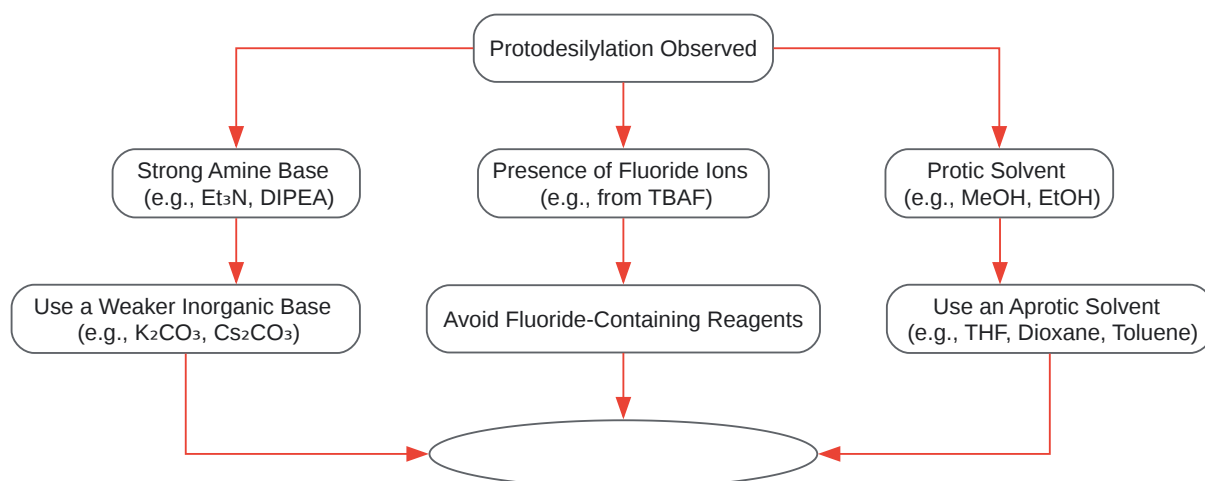 Protodesilylation Observed
Strong Amine Base
(e.g., Et₃N, DIPEA)
Presence of Fluoride Ions
(e.g., from TBAF)
Protic Solvent
(e.g., MeOH, EtOH)
Use a Weaker Inorganic Base
(e.g., K₂CO₃, Cs₂CO₃)
Avoid Fluoride-Containing Reagents
Use an Aprotic Solvent
(e.g., THF, Dioxane, Toluene)